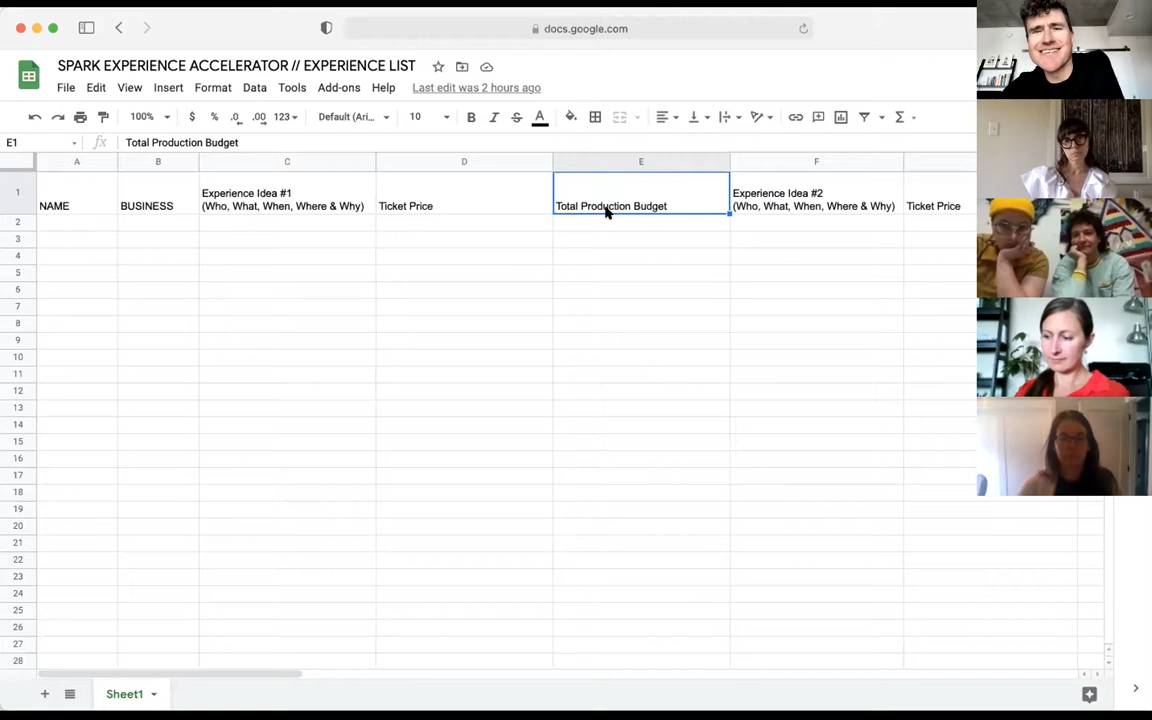 docs.google.com
SPARK EXPERIENCE ACCELERATOR // EXPERIENCE LIST
File Edit View Insert Format Data Tools Add-ons Help Last edit was 2 hours ago
100% $ % .0 .00 123 Default (Ari... 10 B I S A
E1 fx Total Production Budget
A B C D E F
1
NAME
BUSINESS
Experience Idea #1
(Who, What, When, Where & Why)
Ticket Price
Total Production Budget
Experience Idea #2
(Who, What, When, Where & Why)
Ticket Price
2
3
4
5
6
7
8
9
10
11
12
13
14
15
16
17
18
19
20
21
22
23
24
25
26
27
28
Sheet1